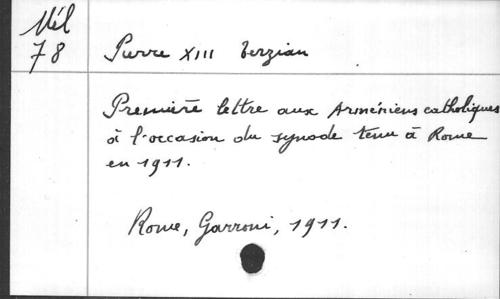 Mél
78
Pierre XIII Terzian
Première lettre aux Arméniens catholiques
à l'occasion du synode tenu à Rome
en 1911.
Rome, Garroni, 1911.